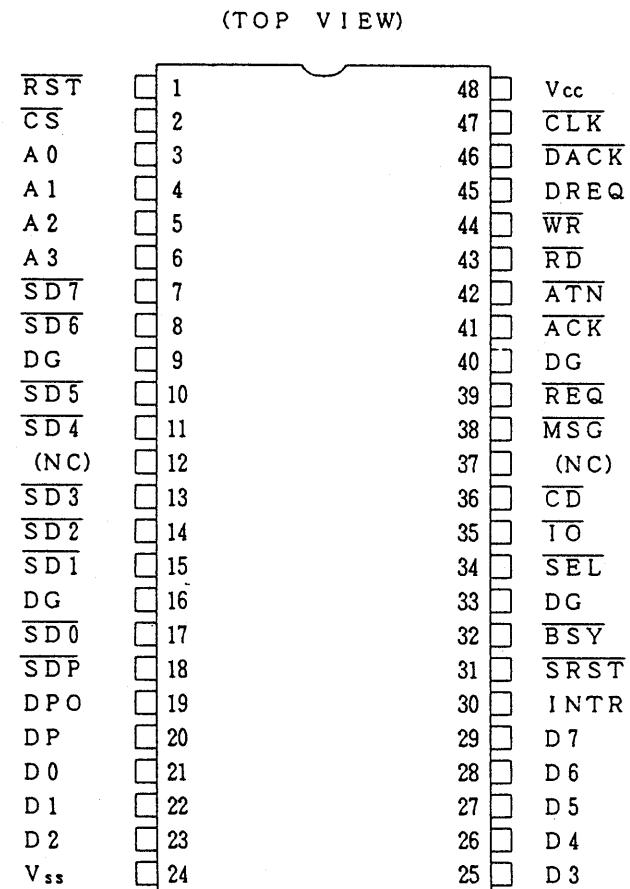 (TOP VIEW)
RST 1 48 Vcc
CS 2 47 CLK
A0 3 46 DACK
A1 4 45 DREQ
A2 5 44 WR
A3 6 43 RD
SD7 7 42 ATN
SD6 8 41 ACK
DG 9 40 DG
SD5 10 39 REQ
SD4 11 38 MSG
(NC) 12 37 (NC)
SD3 13 36 CD
SD2 14 35 IO
SD1 15 34 SEL
DG 16 33 DG
SD0 17 32 BSY
SDP 18 31 SRST
DPO 19 30 INTR
DP 20 29 D7
D0 21 28 D6
D1 22 27 D5
D2 23 26 D4
Vss 24 25 D3